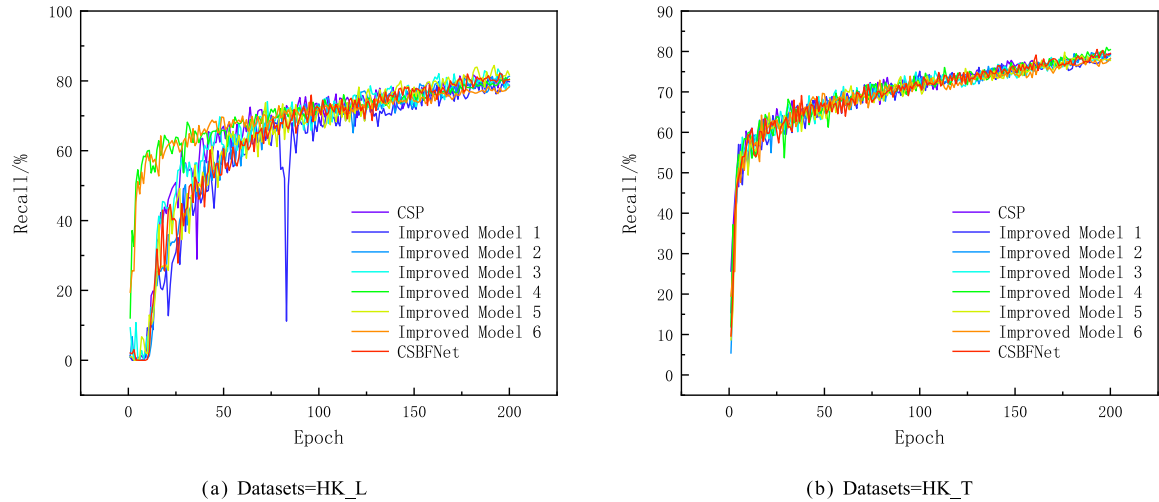 100
80
60
40
20
0
Recall/%
0 50 100 150 200
Epoch
CSP
Improved Model 1
Improved Model 2
Improved Model 3
Improved Model 4
Improved Model 5
Improved Model 6
CSBFNet
(a) Datasets=HK_L
90
80
70
60
50
40
30
20
10
0
Recall/%
0 50 100 150 200
Epoch
CSP
Improved Model 1
Improved Model 2
Improved Model 3
Improved Model 4
Improved Model 5
Improved Model 6
CSBFNet
(b) Datasets=HK_T